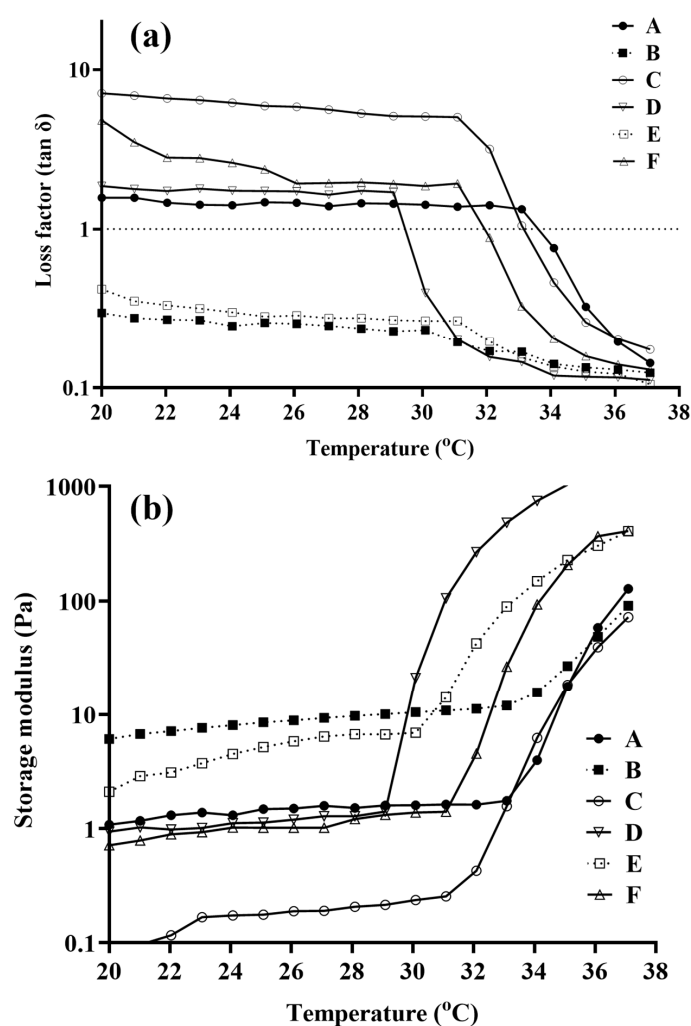 (a)
A
B
C
D
E
F
Loss factor (tan δ)
10
1
0.1
20 22 24 26 28 30 32 34 36 38
Temperature (°C)
(b)
Storage modulus (Pa)
1000
100
10
1
0.1
A
B
C
D
E
F
20 22 24 26 28 30 32 34 36 38
Temperature (°C)